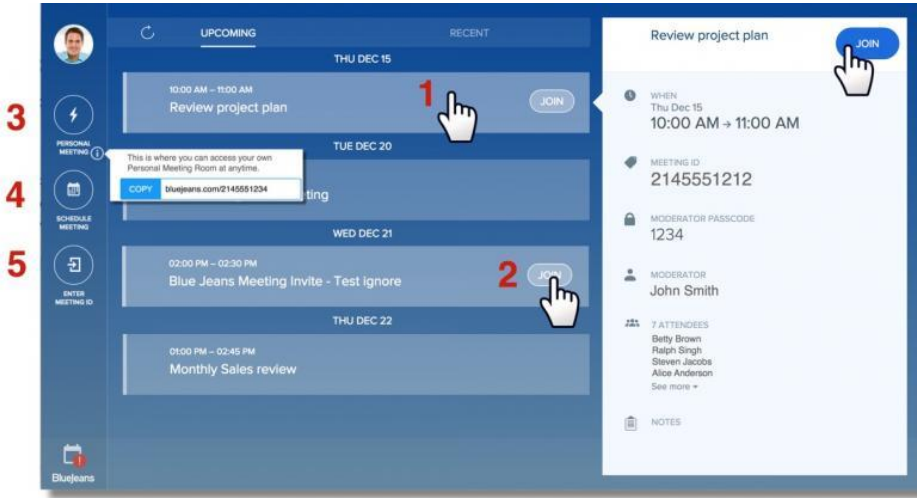 UPCOMING
RECENT
THU DEC 15
10:00 AM – 11:00 AM
Review project plan
JOIN
1
TUE DEC 20
ting
WED DEC 21
02:00 PM – 02:30 PM
Blue Jeans Meeting Invite - Test ignore
2
JOIN
THU DEC 22
01:00 PM – 02:45 PM
Monthly Sales review
3
PERSONAL
MEETING
This is where you can access your own
Personal Meeting Room at anytime.
COPY bluejeans.com/2145551234
4
SCHEDULE
MEETING
5
ENTER
MEETING ID
BlueJeans
Review project plan
JOIN
WHEN
Thu Dec 15
10:00 AM → 11:00 AM
MEETING ID
2145551212
MODERATOR PASSCODE
1234
MODERATOR
John Smith
7 ATTENDEES
Betty Brown
Ralph Singh
Steven Jacobs
Alice Anderson
See more
NOTES